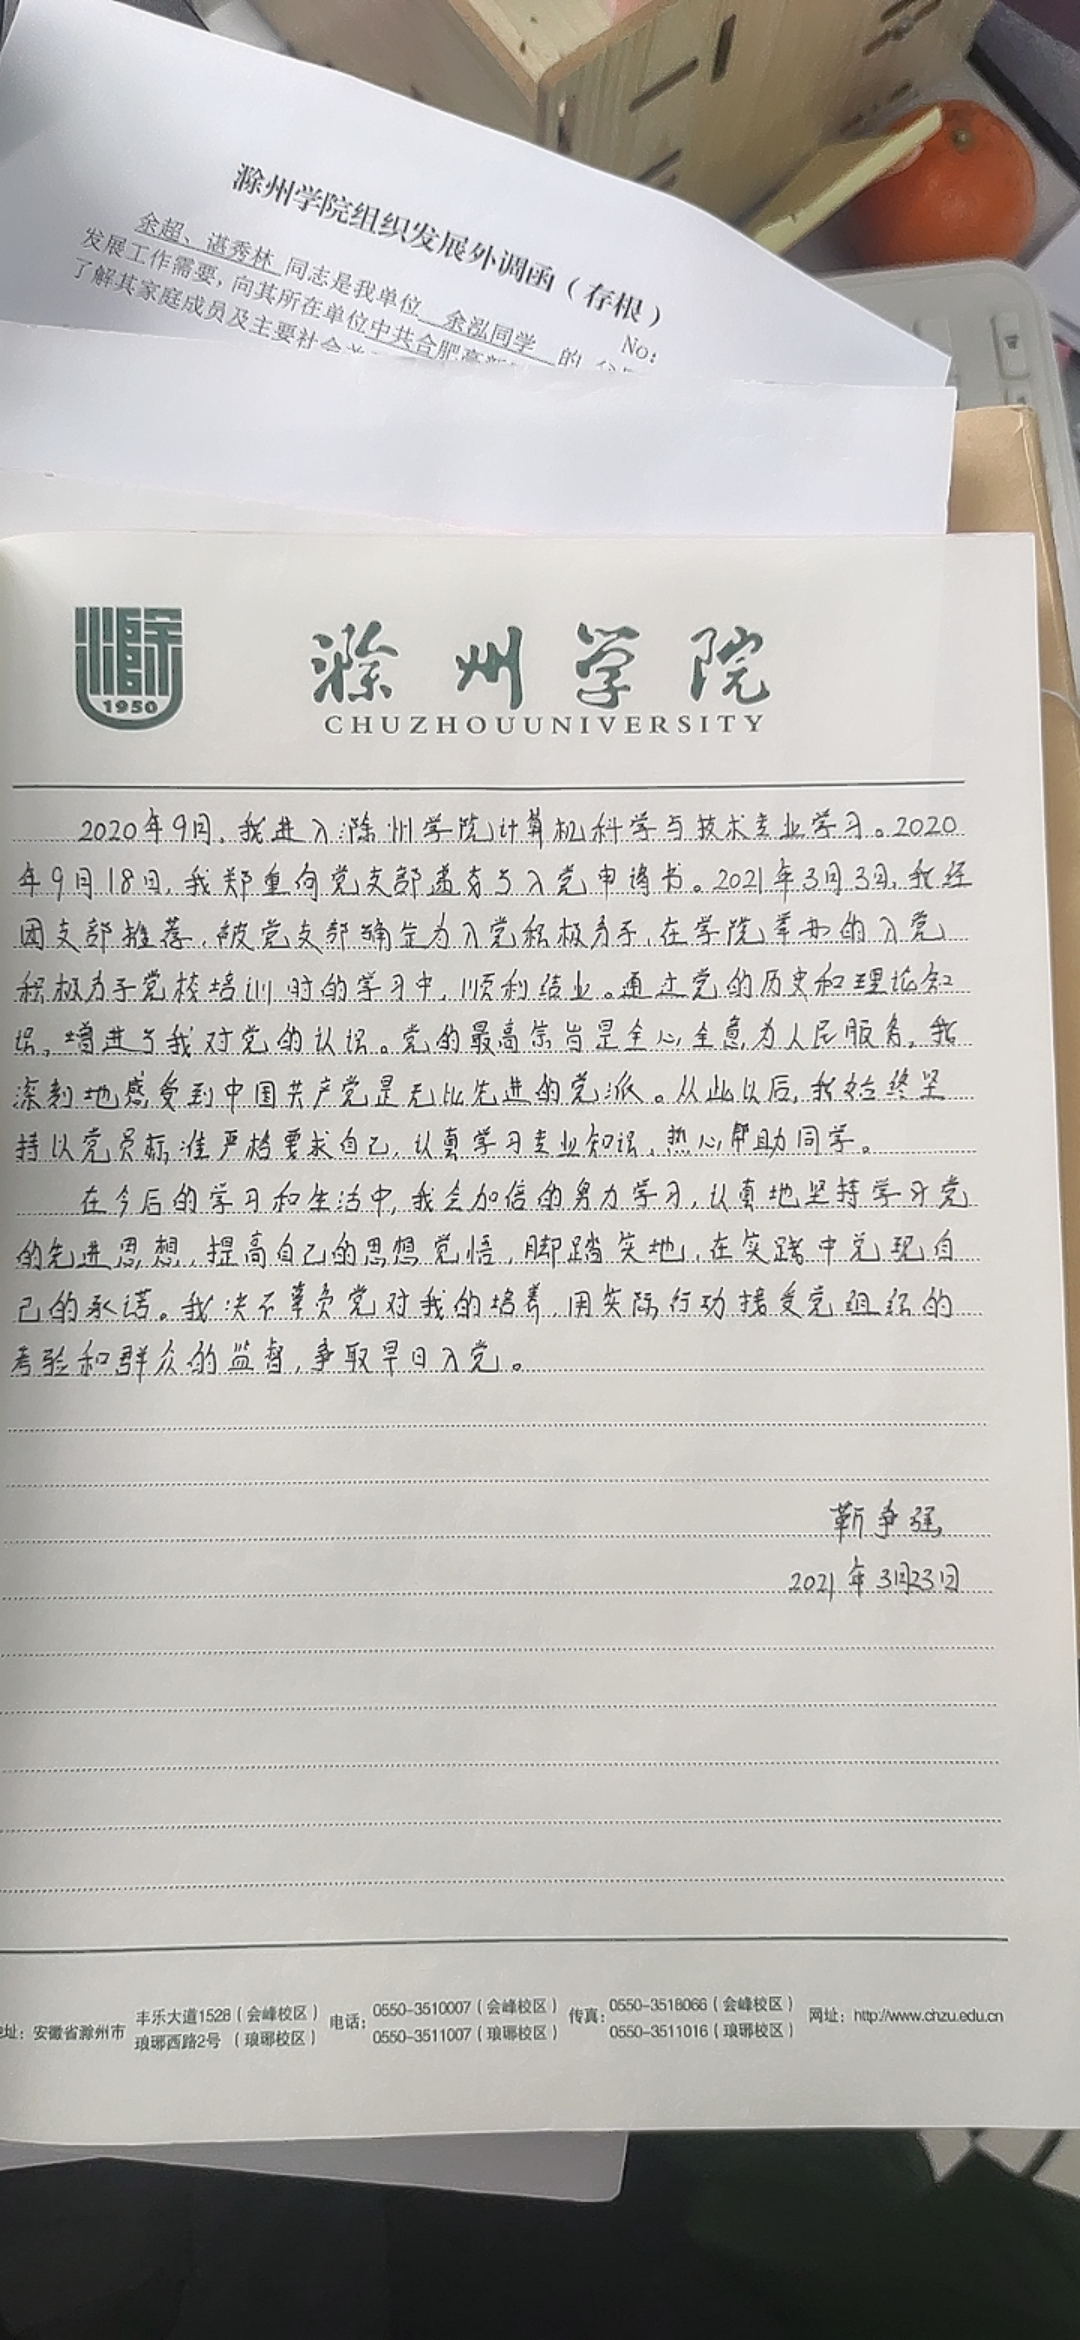 滁州学院组织发展外调函（存根）
No:
余超、谌秀林 同志是我单位 余泓同学 的
发展工作需要，向其所在单位中共合肥高新
了解其家庭成员及主要社会关
1950
滁州学院
CHUZHOUUNIVERSITY
2020年9月，我进入滁州学院计算机科学与技术专业学习。2020
年9月18日，我郑重向党支部递交了入党申请书。2021年3月3日，我经
团支部推荐，被党支部确定为入党积极分子，在学院举办的入党
积极分子党校培训时的学习中，顺利结业。通过党的历史和理论知
识，增进了我对党的认识。党的最高宗旨是全心全意为人民服务，我
深刻地感受到中国共产党是无比先进的党派。从此以后，我始终坚
持以党员标准严格要求自己，认真学习专业知识，热心帮助同学。
在今后的学习和生活中，我会加倍的努力学习，认真地坚持学习党
的先进思想，提高自己的思想觉悟，脚踏实地，在实践中兑现自
己的承诺。我决不辜负党对我的培养，用实际行动接受党组织的
考验和群众的监督，争取早日入党。
靳争强
2021年3月23日
址：安徽省滁州市 丰乐大道1528（会峰校区） 电话： 0550-3510007（会峰校区） 传真： 0550-3518066（会峰校区） 网址：http://www.chzu.edu.cn
琅琊西路2号（琅琊校区） 0550-3511007（琅琊校区） 0550-3511016（琅琊校区）